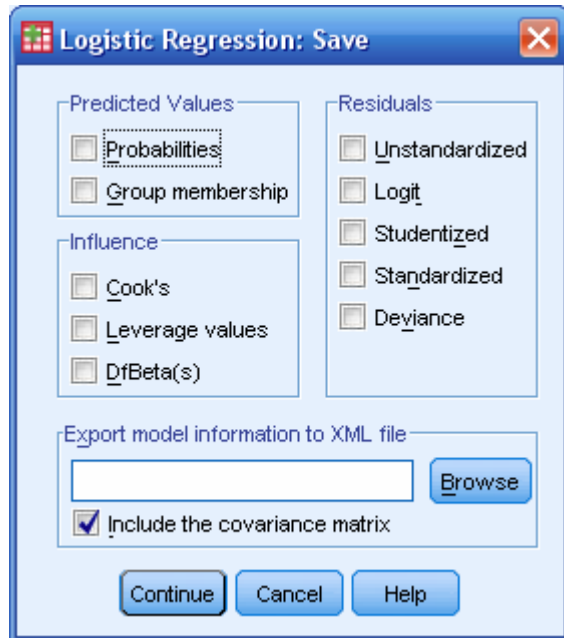 Logistic Regression: Save
Predicted Values
Probabilities
Group membership
Influence
Cook's
Leverage values
DfBeta(s)
Residuals
Unstandardized
Logit
Studentized
Standardized
Deviance
Export model information to XML file
Browse
Include the covariance matrix
Continue Cancel Help